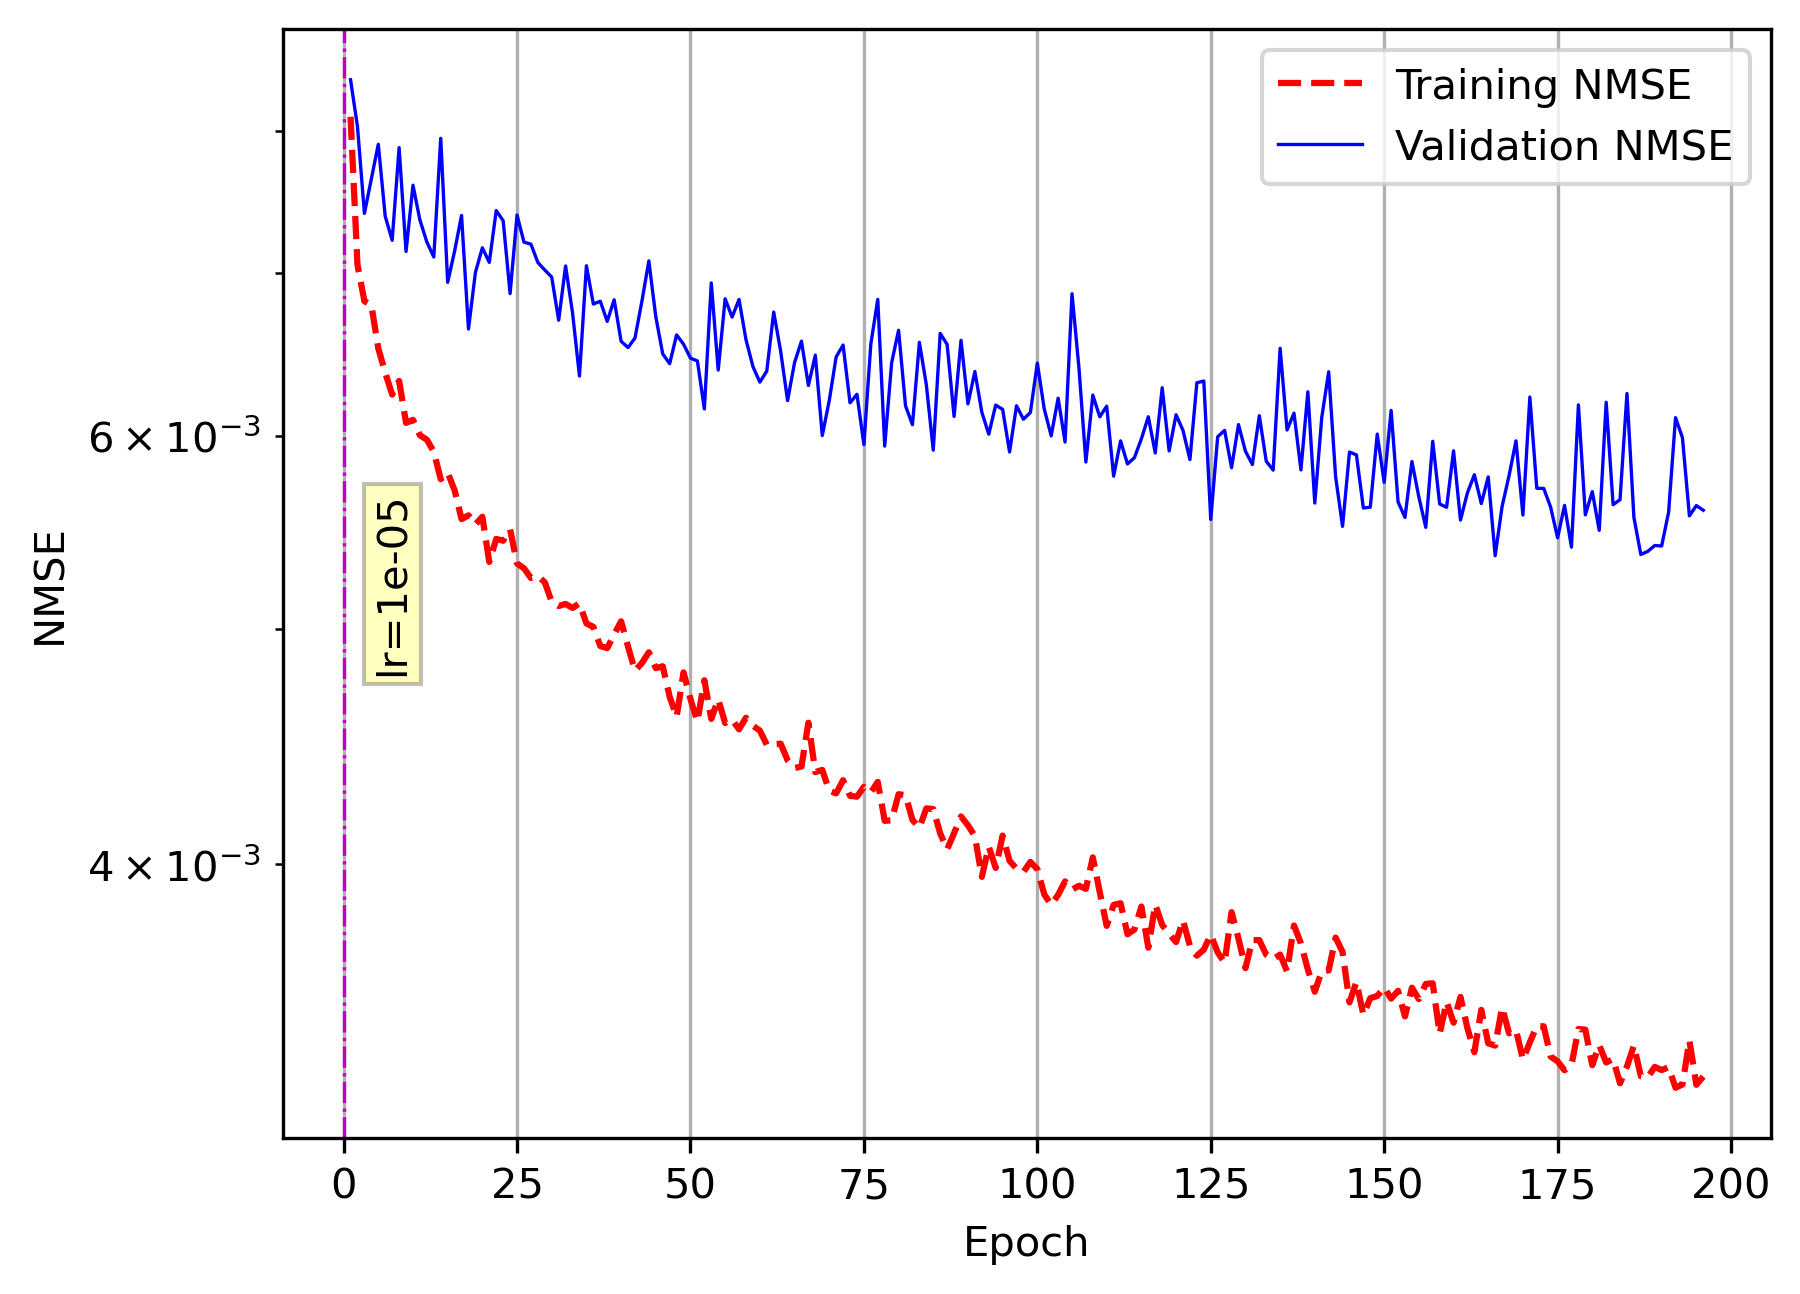 Training NMSE
Validation NMSE
6 × 10⁻³
4 × 10⁻³
NMSE
lr=1e-05
0 25 50 75 100 125 150 175 200
Epoch